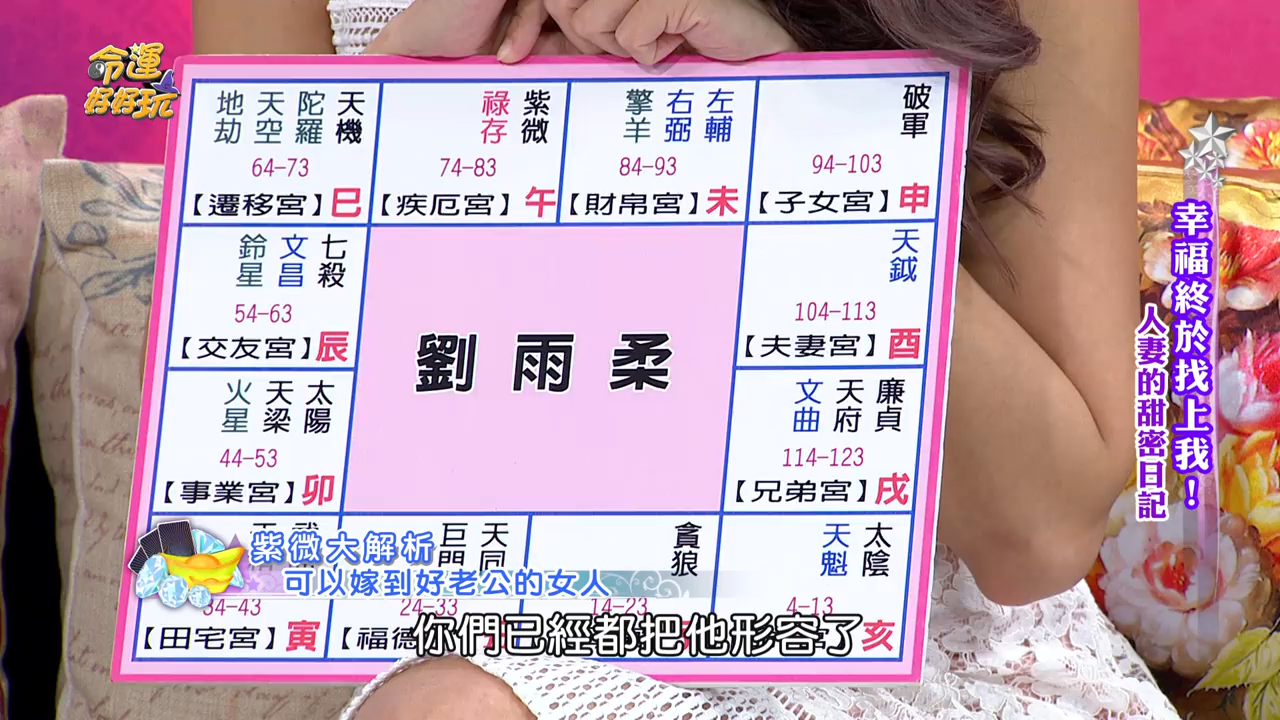 命運
好好玩
天機 陀羅 天空 地劫
64-73
【遷移宮】巳
紫微 祿存
74-83
【疾厄宮】午
左輔 右弼 擎羊
84-93
【財帛宮】未
破軍
94-103
【子女宮】申
七殺 文昌 鈴星
54-63
【交友宮】辰
天鉞
104-113
【夫妻宮】酉
太陽 天梁 火星
44-53
【事業宮】卯
廉貞 天府 文曲
114-123
【兄弟宮】戌
劉雨柔
34-43
【田宅宮】寅
天同 巨門
24-33
【福德
貪狼
14-23
太陰 天魁
4-13
宮】亥
幸福終於找上我！
人妻的甜密日記
紫微大解析
可以嫁到好老公的女人
你們已經都把他形容了